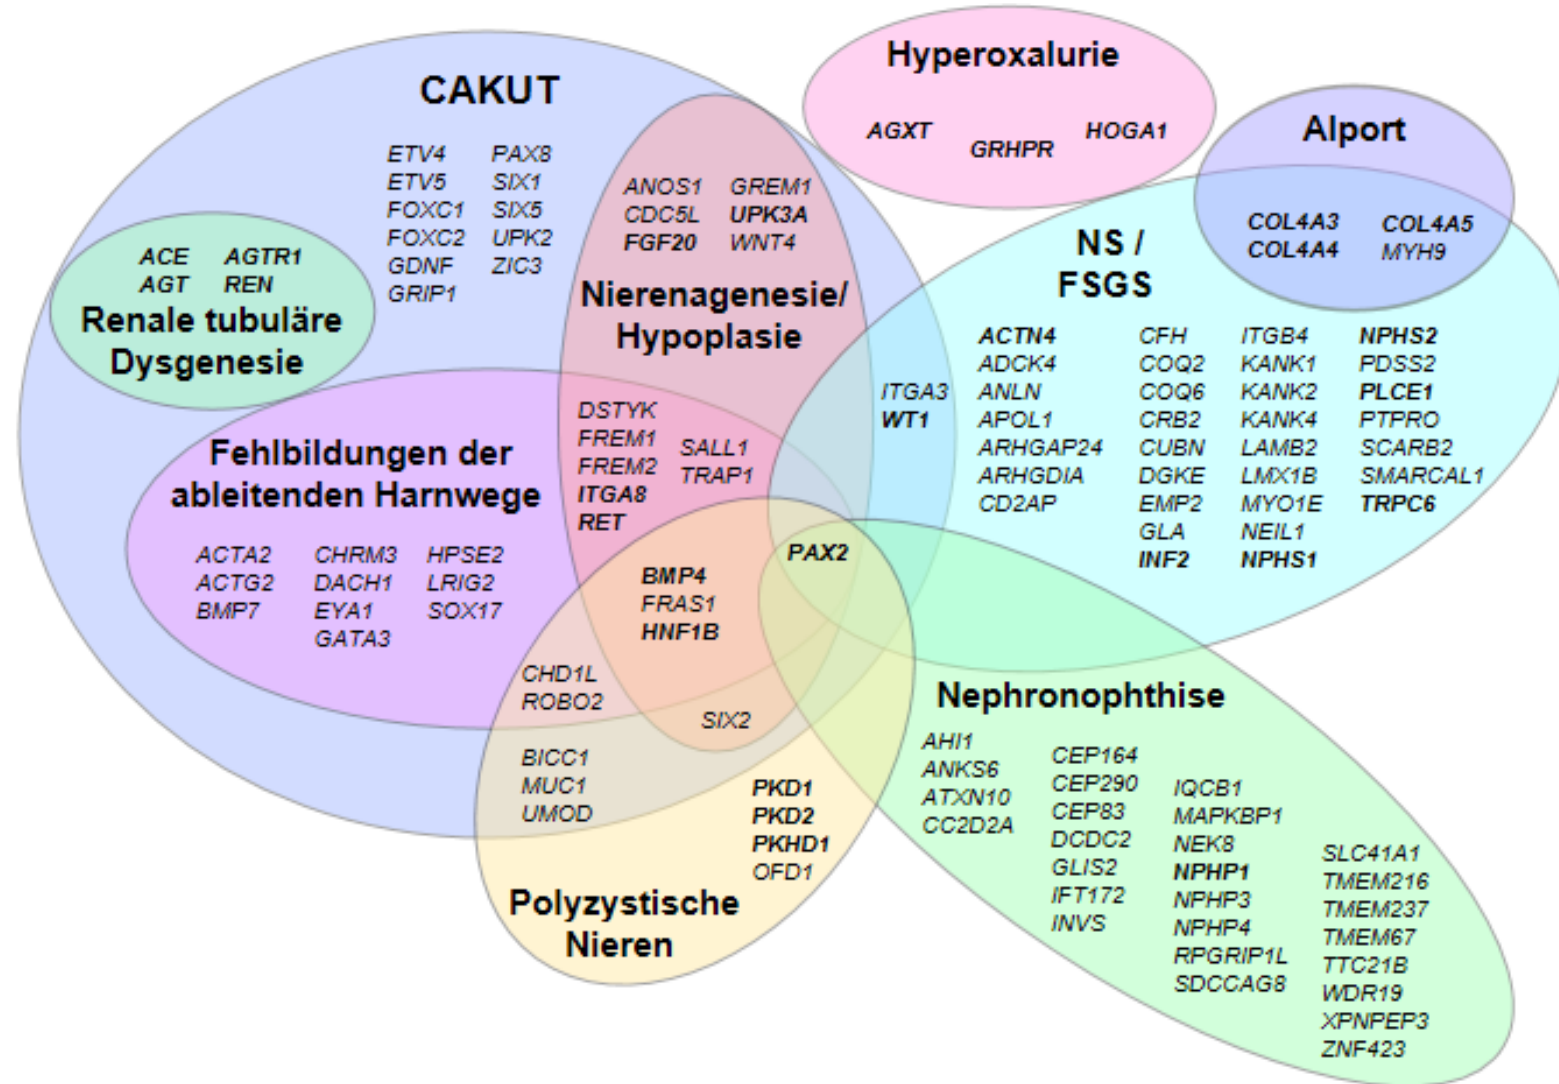 CAKUT
ETV4 PAX8
ETV5 SIX1
FOXC1 SIX5
FOXC2 UPK2
GDNF ZIC3
GRIP1
ACE AGTR1
AGT REN
Renale tubuläre
Dysgenesie
ANOS1 GREM1
CDC5L UPK3A
FGF20 WNT4
Nierenagenesie/
Hypoplasie
Fehlbildungen der
ableitenden Harnwege
ACTA2 CHRM3 HPSE2
ACTG2 DACH1 LRIG2
BMP7 EYA1 SOX17
GATA3
DSTYK
FREM1
FREM2
ITGA8
RET
SALL1
TRAP1
BMP4
FRAS1
HNF1B
PAX2
CHD1L
ROBO2
SIX2
BICC1
MUC1
UMOD
PKD1
PKD2
PKHD1
OFD1
Polyzystische
Nieren
Hyperoxalurie
AGXT
GRHPR
HOGA1
Alport
COL4A3 COL4A5
COL4A4 MYH9
NS /
FSGS
ITGA3
WT1
ACTN4 CFH ITGB4 NPHS2
ADCK4 COQ2 KANK1 PDSS2
ANLN COQ6 KANK2 PLCE1
APOL1 CRB2 KANK4 PTPRO
ARHGAP24 CUBN LAMB2 SCARB2
ARHGDIA DGKE LMX1B SMARCAL1
CD2AP EMP2 MYO1E TRPC6
GLA NEIL1
INF2 NPHS1
Nephronophthise
AHI1
ANKS6
ATXN10
CC2D2A
CEP164
CEP290
CEP83
DCDC2
GLIS2
IFT172
INVS
IQCB1
MAPKBP1
NEK8
NPHP1
NPHP3
NPHP4
RPGRIP1L
SDCCAG8
SLC41A1
TMEM216
TMEM237
TMEM67
TTC21B
WDR19
XPNPEP3
ZNF423